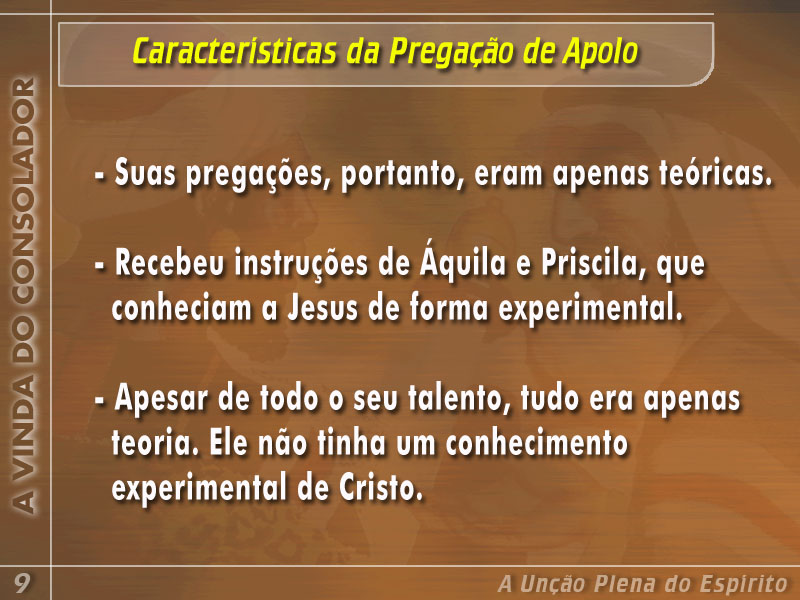 Características da Pregação de Apolo
- Suas pregações, portanto, eram apenas teóricas.
- Recebeu instruções de Áquila e Priscila, que
conheciam a Jesus de forma experimental.
- Apesar de todo o seu talento, tudo era apenas
teoria. Ele não tinha um conhecimento
experimental de Cristo.
A VINDA DO CONSOLADOR
9
A Unção Plena do Espírito